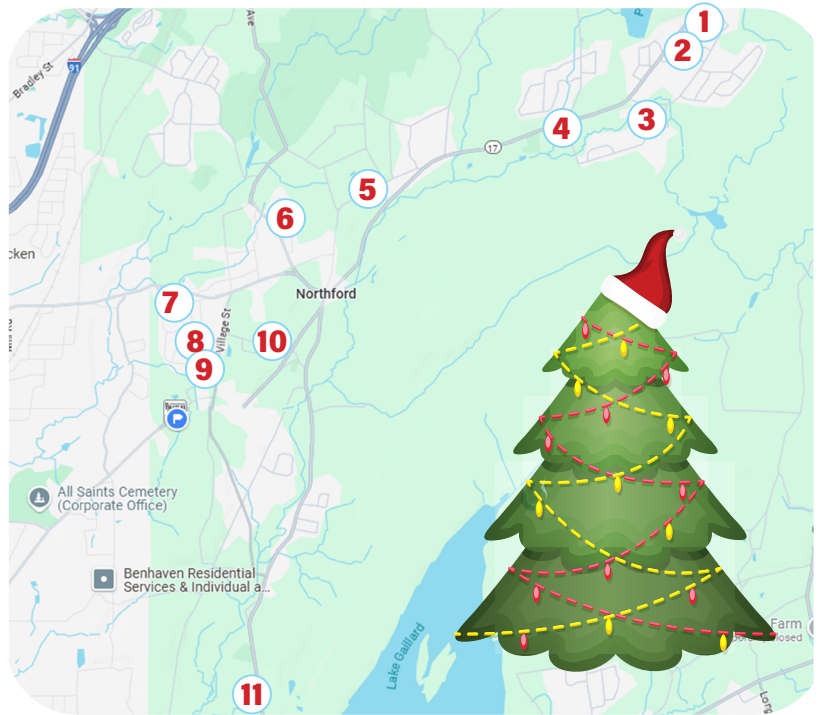 1
2
Ave
Bradley St
91
3
4
17
5
6
cken
7
Northford
8
Village St
10
9
All Saints Cemetery
(Corporate Office)
Benhaven Residential
Services & Individual a...
Farm
Lake Gaillard
11